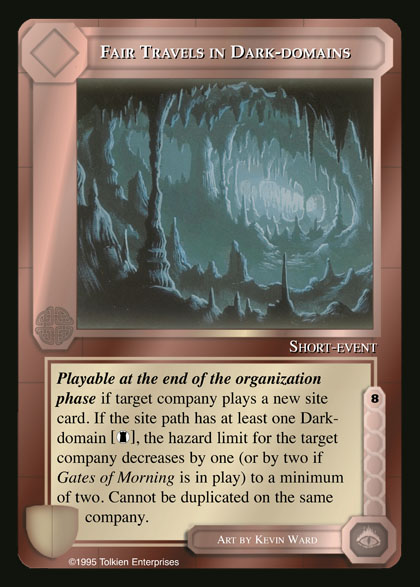 Fair Travels in Dark-domains
Short-event
Playable at the end of the organization
phase if target company plays a new site
card. If the site path has at least one Dark-
domain [ ], the hazard limit for the target
company decreases by one (or by two if
Gates of Morning is in play) to a minimum
of two. Cannot be duplicated on the same
company.
8
Art by Kevin Ward
©1995 Tolkien Enterprises